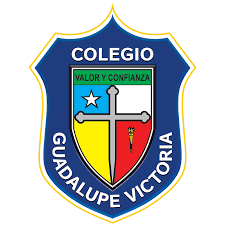 COLEGIO
VALOR Y CONFIANZA
GUADALUPE VICTORIA